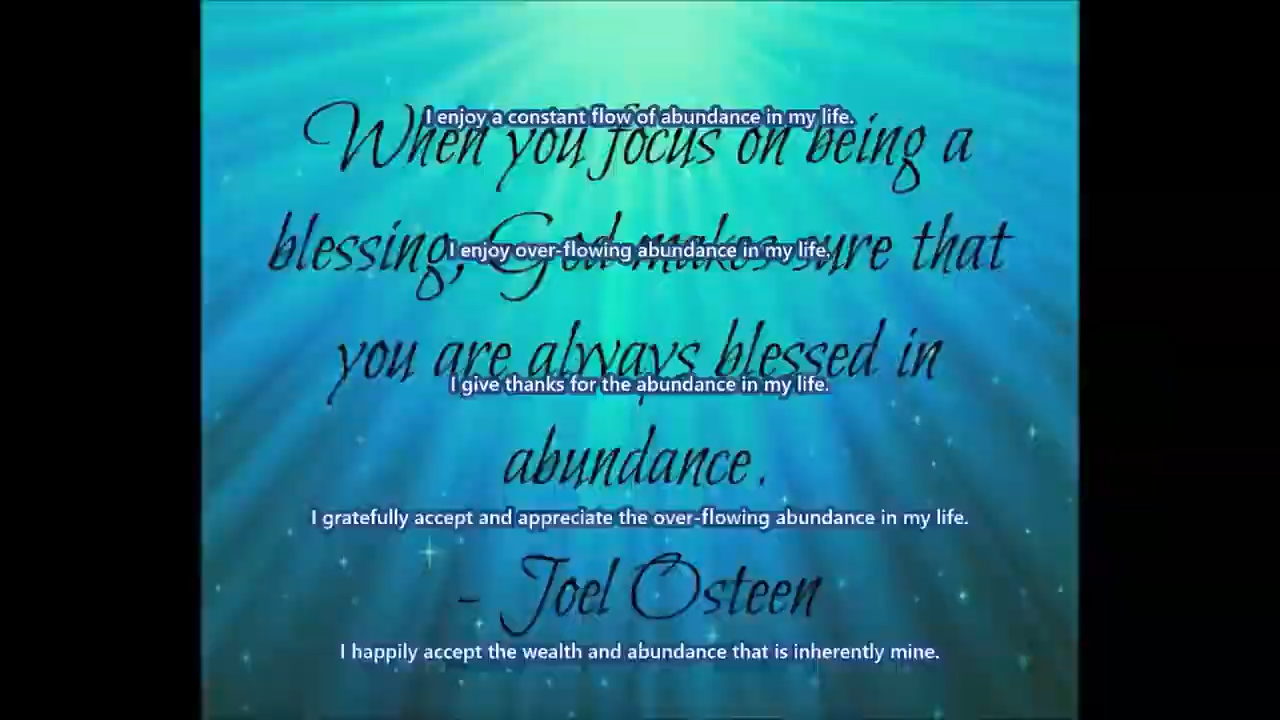 I enjoy a constant flow of abundance in my life.
When you focus on being a
blessing, God makes sure that
I enjoy over-flowing abundance in my life.
you are always blessed in
I give thanks for the abundance in my life.
abundance.
I gratefully accept and appreciate the over-flowing abundance in my life.
- Joel Osteen
I happily accept the wealth and abundance that is inherently mine.